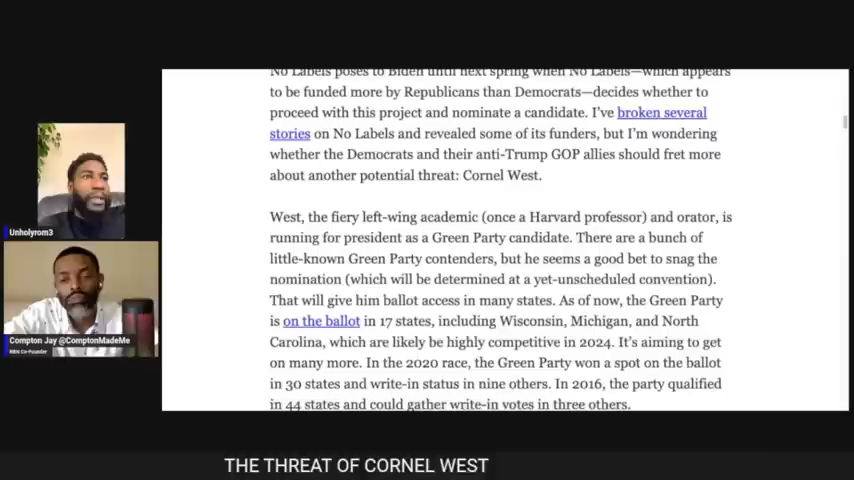 No Labels poses to Biden until next spring when No Labels—which appears
to be funded more by Republicans than Democrats—decides whether to
proceed with this project and nominate a candidate. I've broken several
stories on No Labels and revealed some of its funders, but I'm wondering
whether the Democrats and their anti-Trump GOP allies should fret more
about another potential threat: Cornel West.
West, the fiery left-wing academic (once a Harvard professor) and orator, is
running for president as a Green Party candidate. There are a bunch of
little-known Green Party contenders, but he seems a good bet to snag the
nomination (which will be determined at a yet-unscheduled convention).
That will give him ballot access in many states. As of now, the Green Party
is on the ballot in 17 states, including Wisconsin, Michigan, and North
Carolina, which are likely be highly competitive in 2024. It's aiming to get
on many more. In the 2020 race, the Green Party won a spot on the ballot
in 30 states and write-in status in nine others. In 2016, the party qualified
in 44 states and could gather write-in votes in three others.
Unholyrom3
Compton Jay @ComptonMadeMe
RBN Co-Founder
THE THREAT OF CORNEL WEST